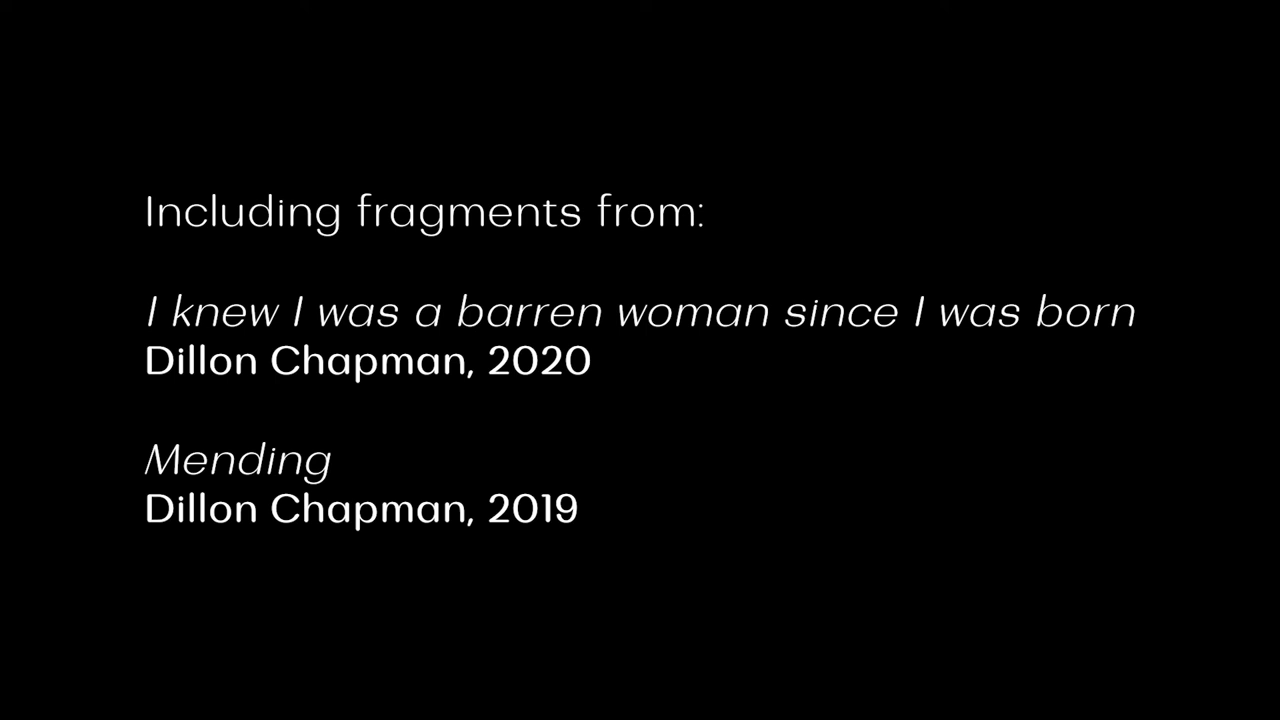 Including fragments from:
I knew I was a barren woman since I was born
Dillon Chapman, 2020
Mending
Dillon Chapman, 2019